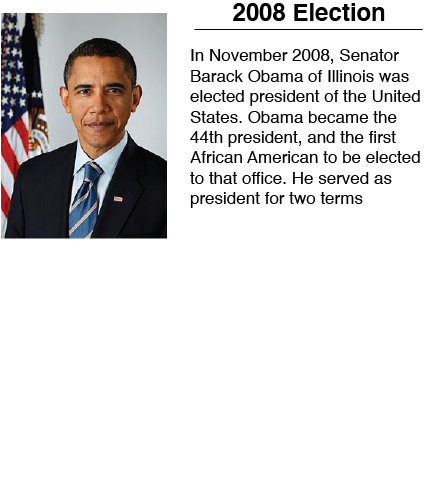 2008 Election
In November 2008, Senator
Barack Obama of Illinois was
elected president of the United
States. Obama became the
44th president, and the first
African American to be elected
to that office. He served as
president for two terms